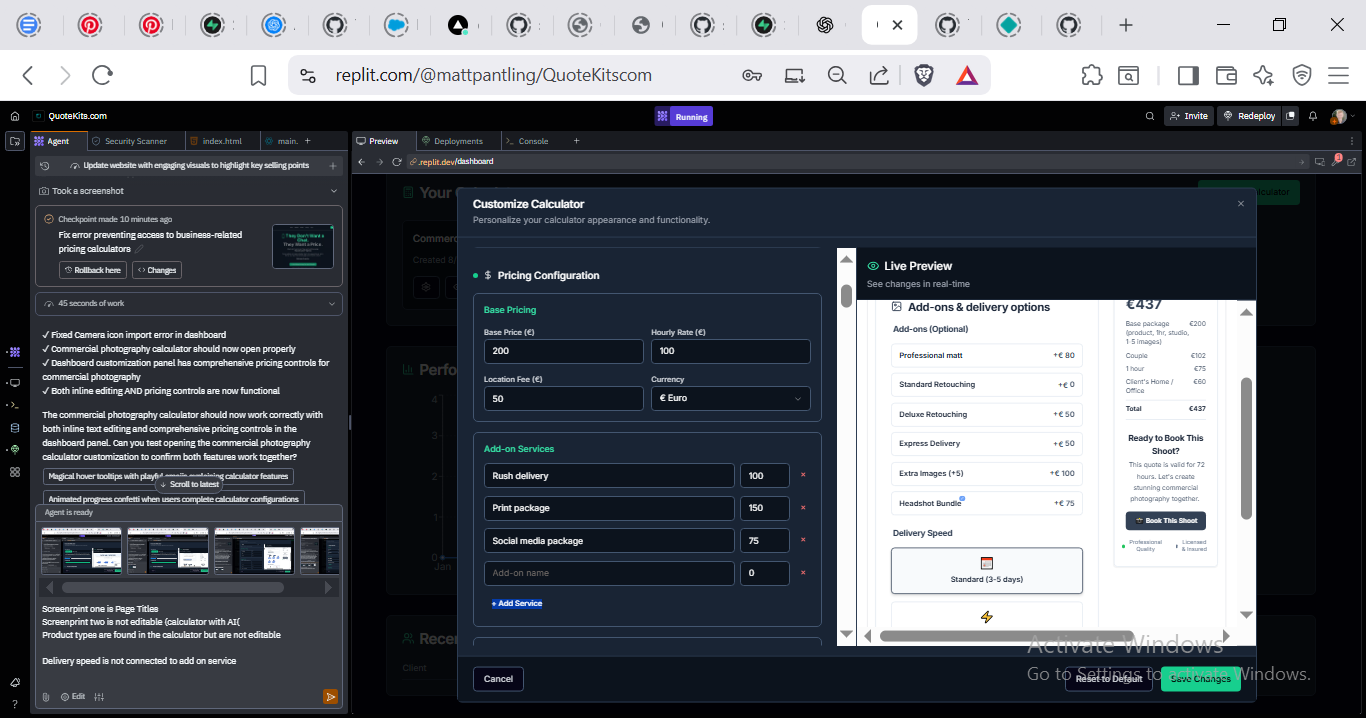 replit.com/@mattpantling/QuoteKitscom
QuoteKits.com
Running
Invite
Redeploy
Agent
Security Scanner
index.html
main.
Preview
Deployments
Console
.replit.dev/dashboard
Update website with engaging visuals to highlight key selling points
Took a screenshot
Checkpoint made 10 minutes ago
Fix error preventing access to business-related
pricing calculators
Rollback here
Changes
45 seconds of work
✓ Fixed Camera icon import error in dashboard
✓ Commercial photography calculator should now open properly
✓ Dashboard customization panel has comprehensive pricing controls for
commercial photography
✓ Both inline editing AND pricing controls are now functional
The commercial photography calculator should now work correctly with
both inline text editing and comprehensive pricing controls in the
dashboard panel. Can you test opening the commercial photography
calculator customization to confirm both features work together?
Magical hover tooltips with playful emojis explaining calculator features
↓ Scroll to latest
Animated progress confetti when users complete calculator configurations
Agent is ready
Screenrpint one is Page Titles
Screenprint two is not editable (calculator with AI(
Product types are found in the calculator but are not editable
Delivery speed is not connected to add on service
Edit
Your
Commerc
Created 8/
Perfo
4
3
2
1
0
Jan
Recen
Client
culator
Customize Calculator
Personalize your calculator appearance and functionality.
$ Pricing Configuration
Base Pricing
Base Price (€)
Hourly Rate (€)
200
100
Location Fee (€)
Currency
50
€ Euro
Add-on Services
Rush delivery
100
Print package
150
Social media package
75
Add-on name
0
+ Add Service
Cancel
Reset to Default
Save Changes
Live Preview
See changes in real-time
Add-ons & delivery options
Add-ons (Optional)
Professional matt
+€ 80
Standard Retouching
+€ 0
Deluxe Retouching
+€ 50
Express Delivery
+€ 50
Extra Images (+5)
+€ 100
Headshot Bundle
+€ 75
Delivery Speed
Standard (3-5 days)
€437
Base package €200
(product, 1hr, studio,
1-5 images)
Couple €102
1 hour €75
Client's Home / €60
Office
Total €437
Ready to Book This
Shoot?
This quote is valid for 72
hours. Let's create
stunning commercial
photography together.
Book This Shoot
Professional
Quality
Licensed
& Insured
Activate Windows
Go to Settings to activate Windows.